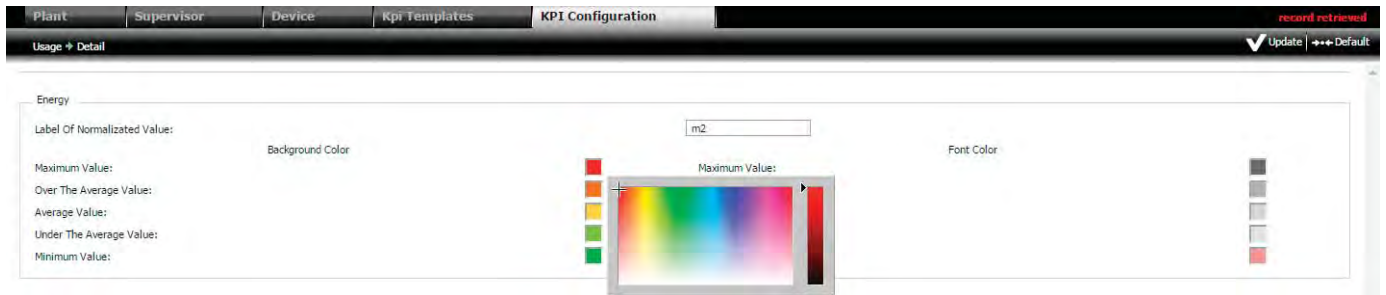 Plant Supervisor Device Kpi Templates KPI Configuration record retrieved
Usage Detail Update Default
Energy
Label Of Normalizated Value: m2
Background Color Font Color
Maximum Value: Maximum Value:
Over The Average Value:
Average Value:
Under The Average Value:
Minimum Value: